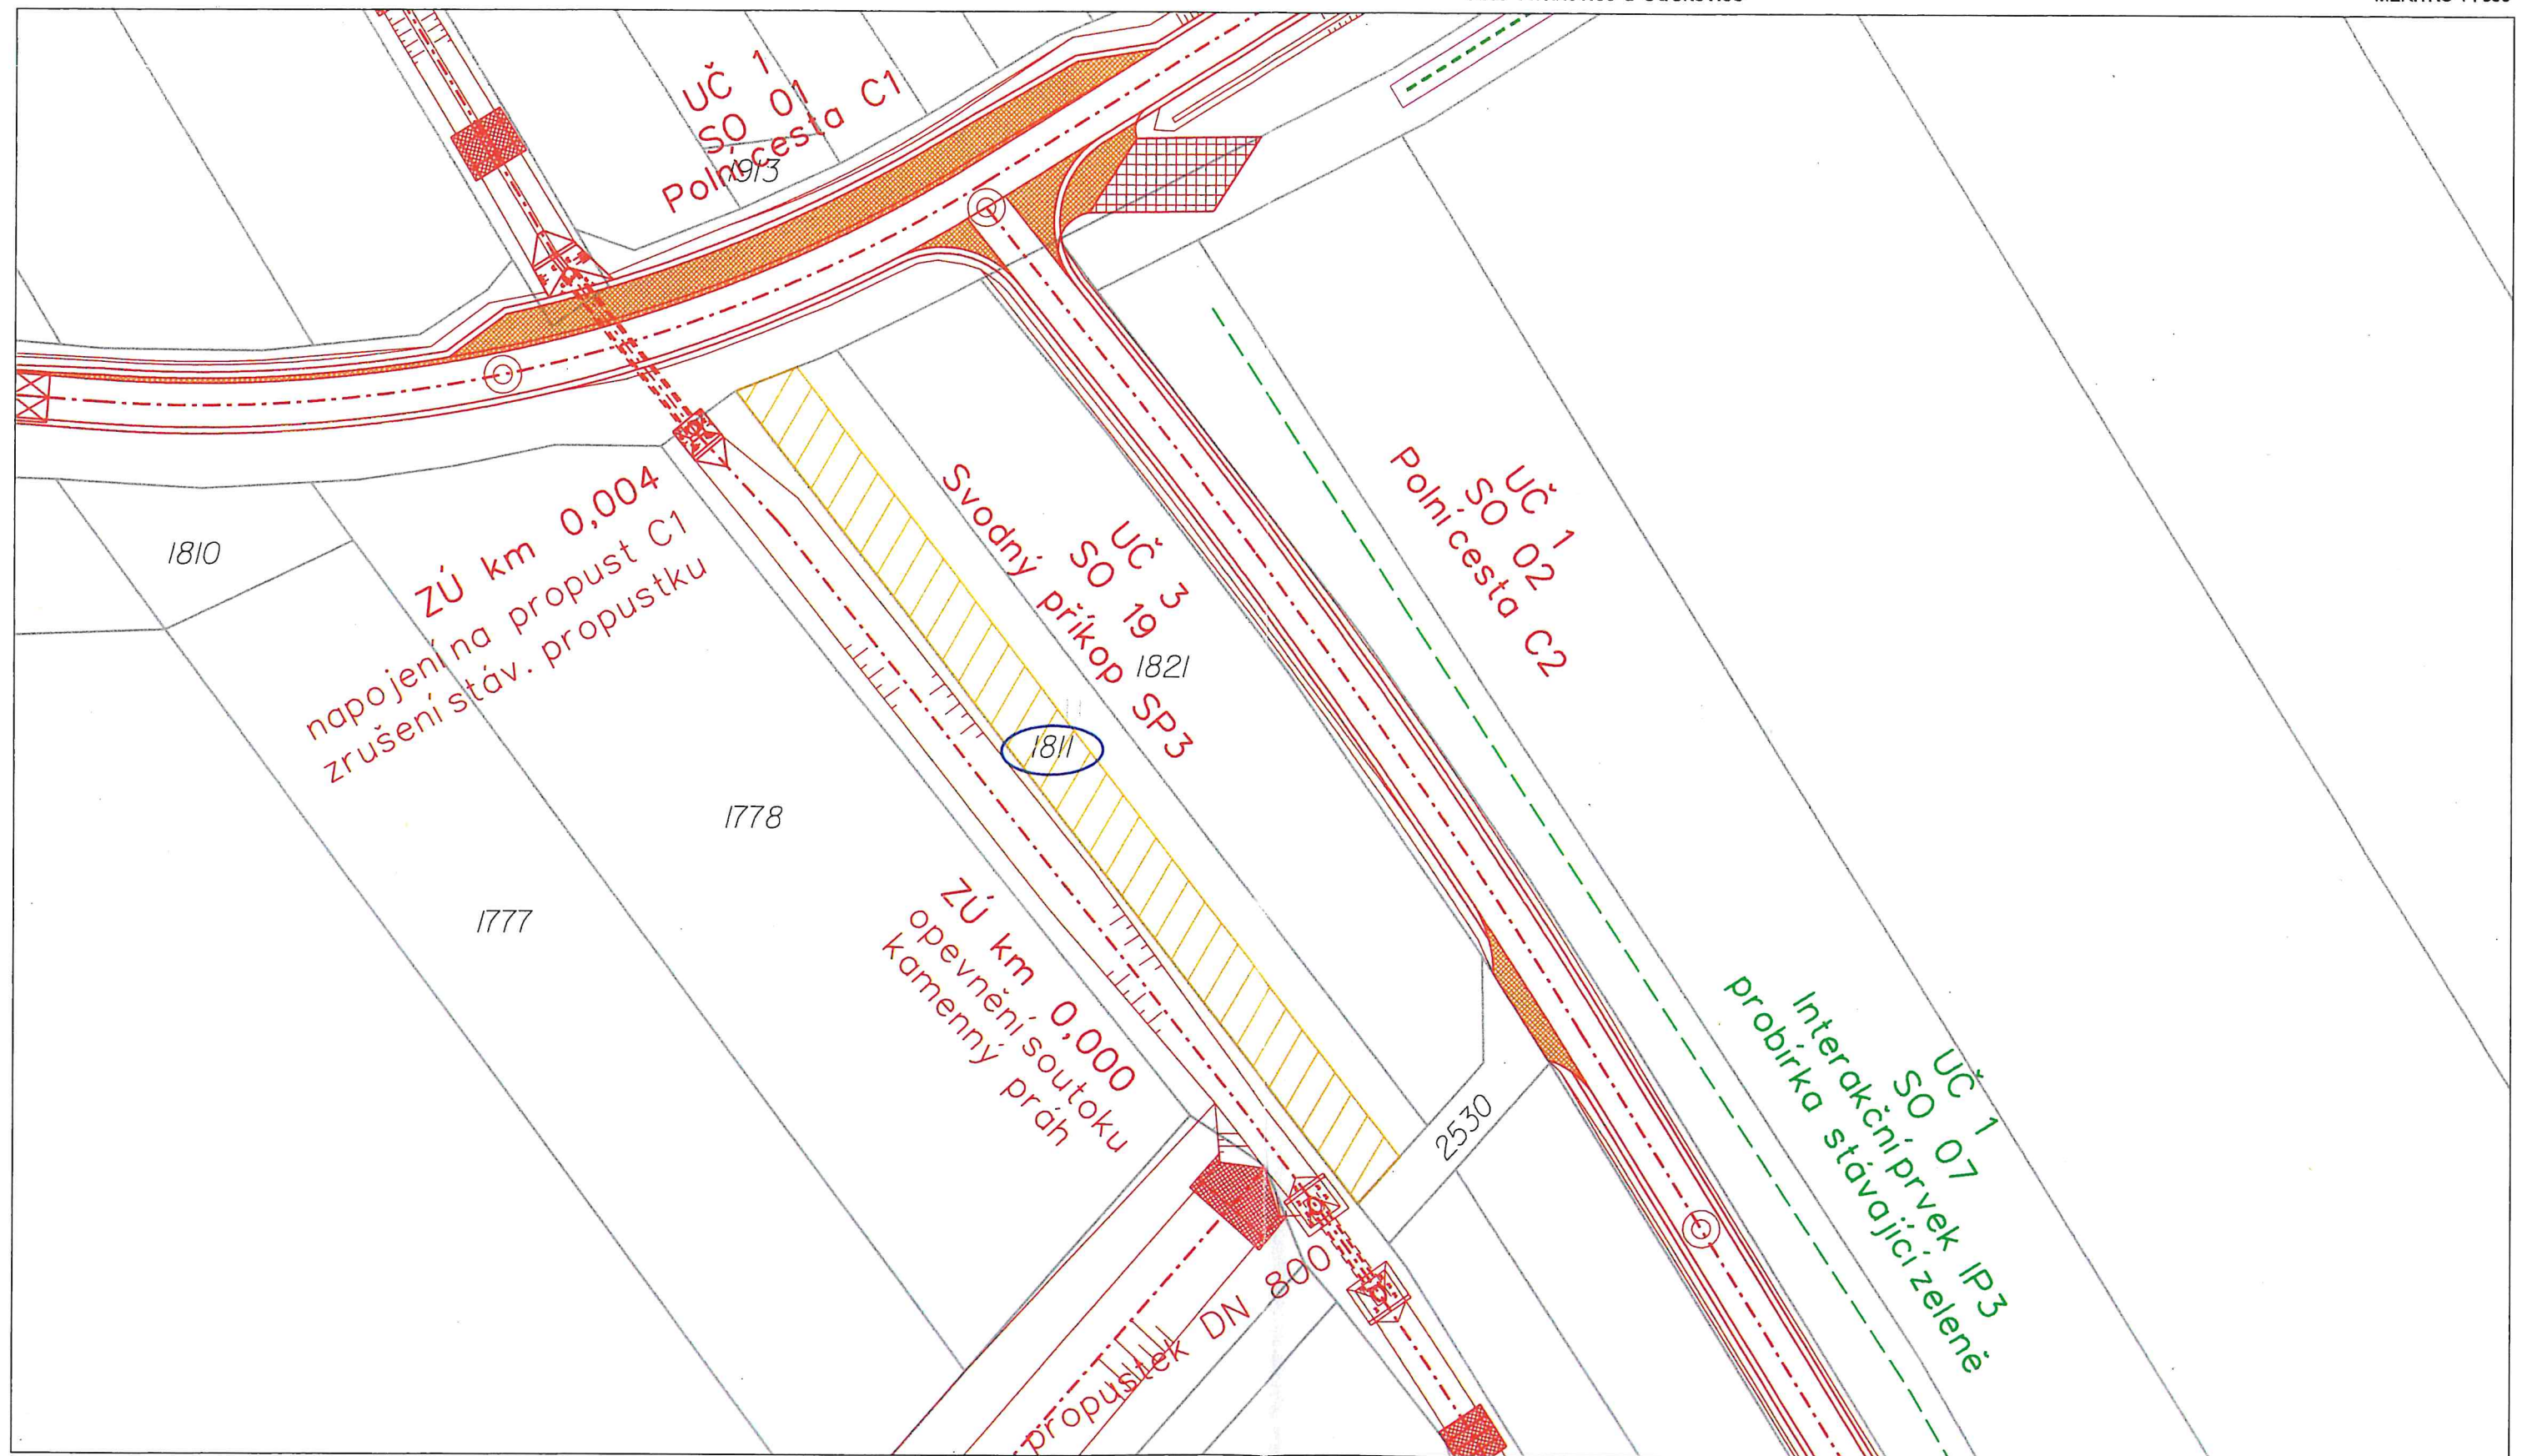 UČ 1
SO 01
Polní cesta C1
1913
ZÚ km 0,004
napojení na propust C1
zrušení stáv. propustku
1810
UČ 3
SO 19
Svodný příkop SP3
1821
UČ 1
SO 02
Polní cesta C2
1811
1778
1777
ZÚ km 0,000
opevnění soutoku
kamenný práh
2530
UČ 1
SO 07
Interakční prvek IP3
probírka stávající zeleně
propustek DN 800